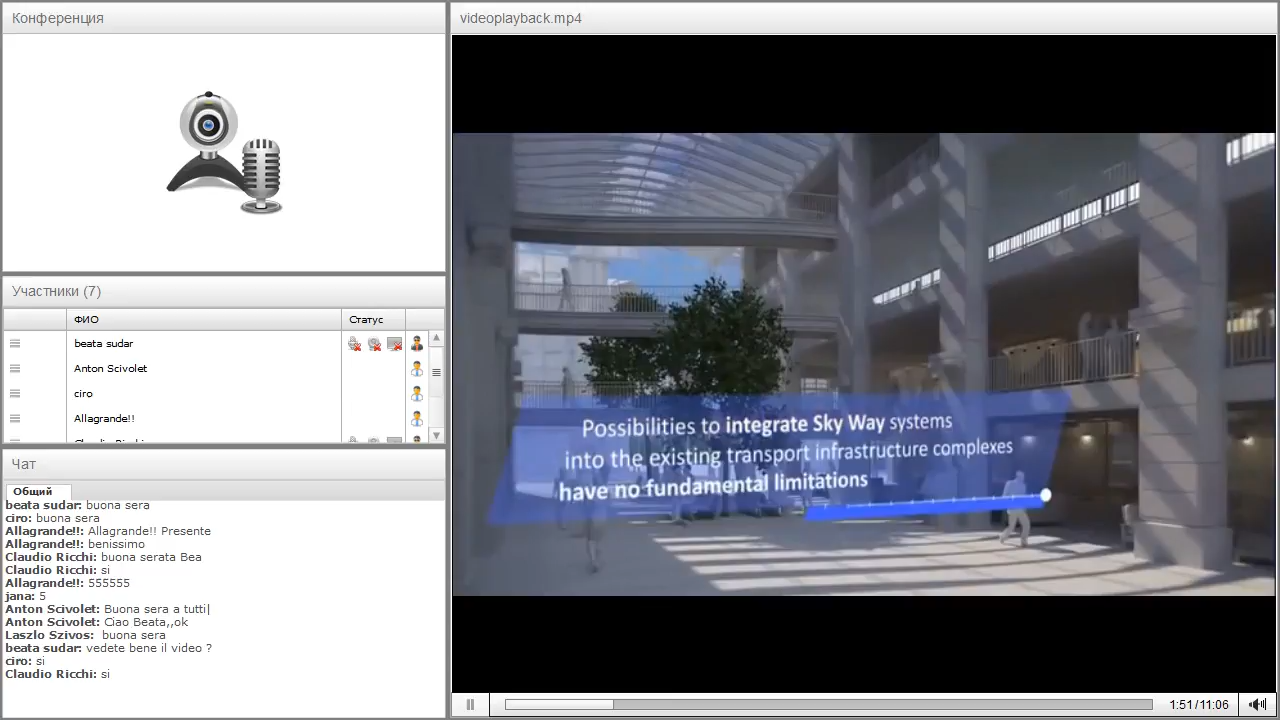 Конференция
Участники (7)
ФИО
Статус
beata sudar
Anton Scivolet
ciro
Allagrande!!
Чат
Общий
beata sudar: buona sera
ciro: buona sera
Allagrande!!: Allagrande!! Presente
Allagrande!!: benissimo
Claudio Ricchi: buona serata Bea
Claudio Ricchi: si
Allagrande!!: 555555
jana: 5
Anton Scivolet: Buona sera a tutti|
Anton Scivolet: Ciao Beata,,ok
Laszlo Szivos: buona sera
beata sudar: vedete bene il video ?
ciro: si
Claudio Ricchi: si
videoplayback.mp4
Possibilities to integrate Sky Way systems
into the existing transport infrastructure complexes
have no fundamental limitations
1:51/11:06